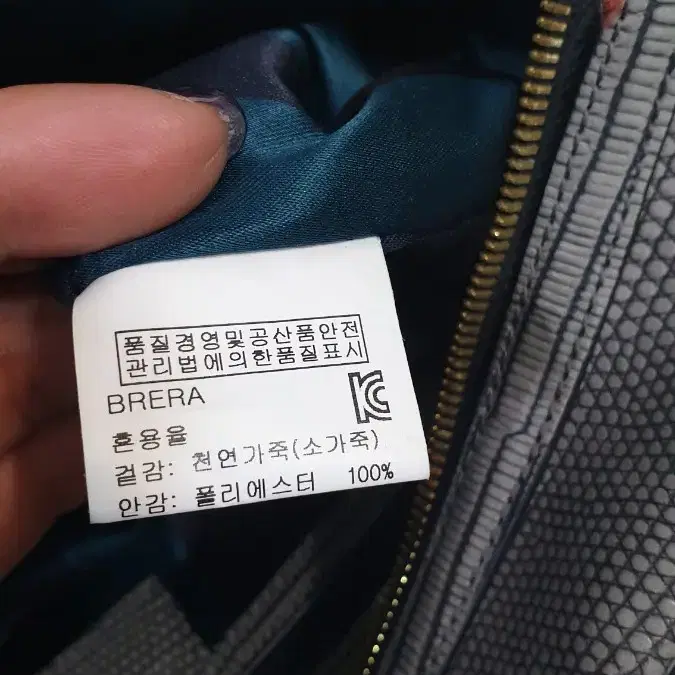 품질경영및공산품안전
관리법에의한품질표시
BRERA
혼용율
겉감: 천연가죽(소가죽)
안감: 폴리에스터 100%